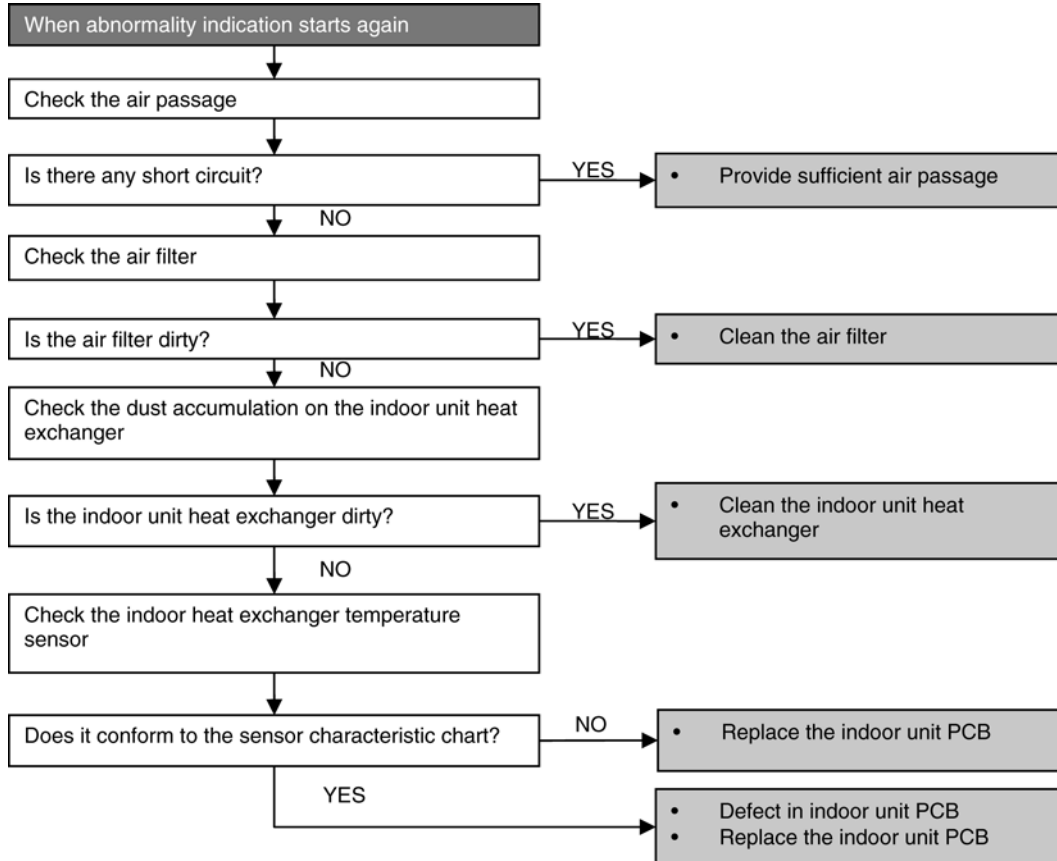 When abnormality indication starts again
Check the air passage
Is there any short circuit?
YES
• Provide sufficient air passage
NO
Check the air filter
Is the air filter dirty?
YES
• Clean the air filter
NO
Check the dust accumulation on the indoor unit heat
exchanger
Is the indoor unit heat exchanger dirty?
YES
• Clean the indoor unit heat
exchanger
NO
Check the indoor heat exchanger temperature
sensor
Does it conform to the sensor characteristic chart?
NO
• Replace the indoor unit PCB
YES
• Defect in indoor unit PCB
• Replace the indoor unit PCB